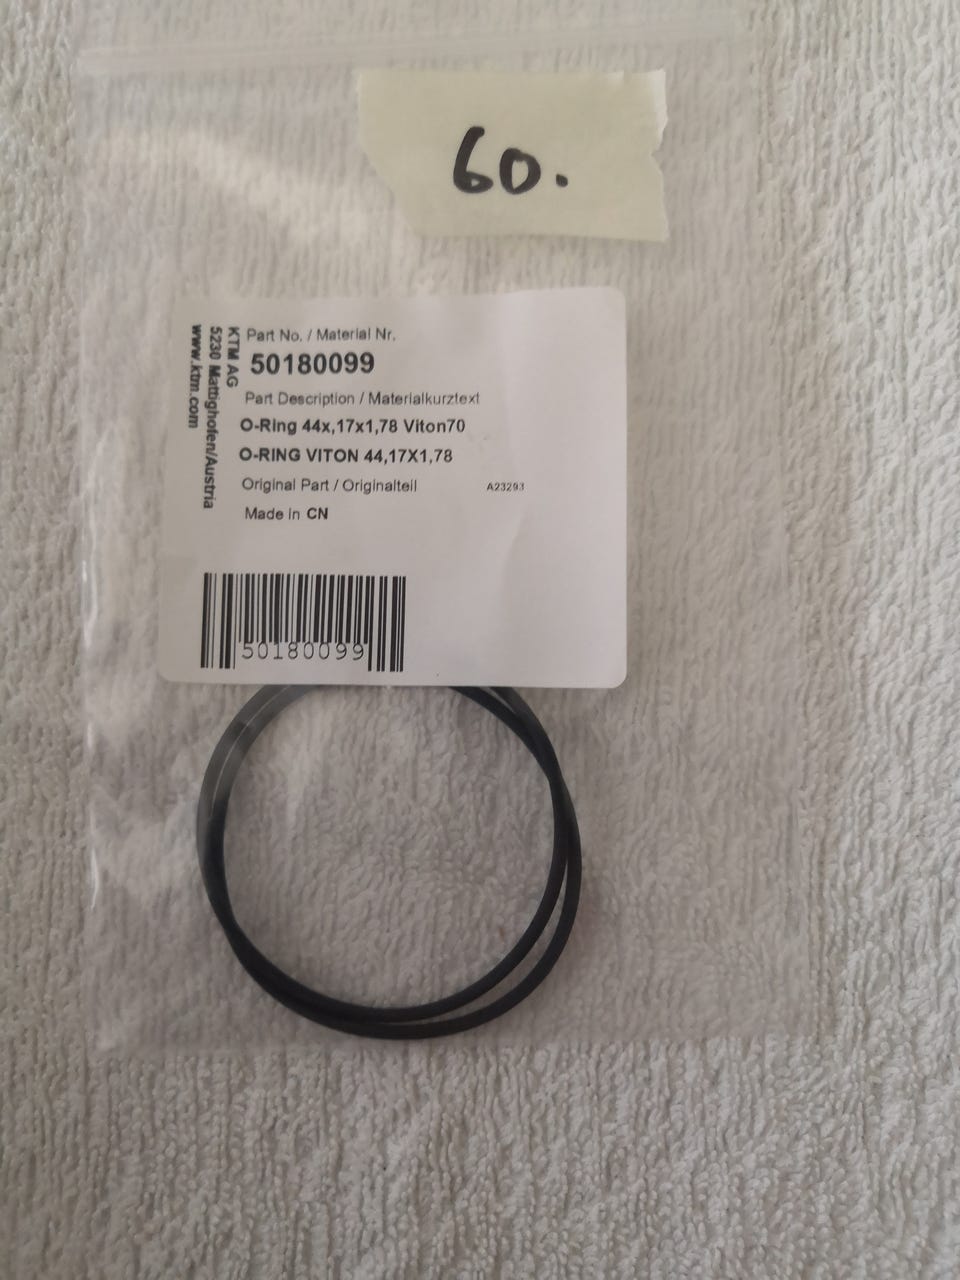 60.
KTM AG
5230 Mattighofen/Austria
www.ktm.com
Part No. / Material Nr.
50180099
Part Description / Materialkurztext
O-Ring 44x,17x1,78 Viton70
O-RING VITON 44,17X1,78
Original Part / Originalteil A23293
Made in CN
50180099